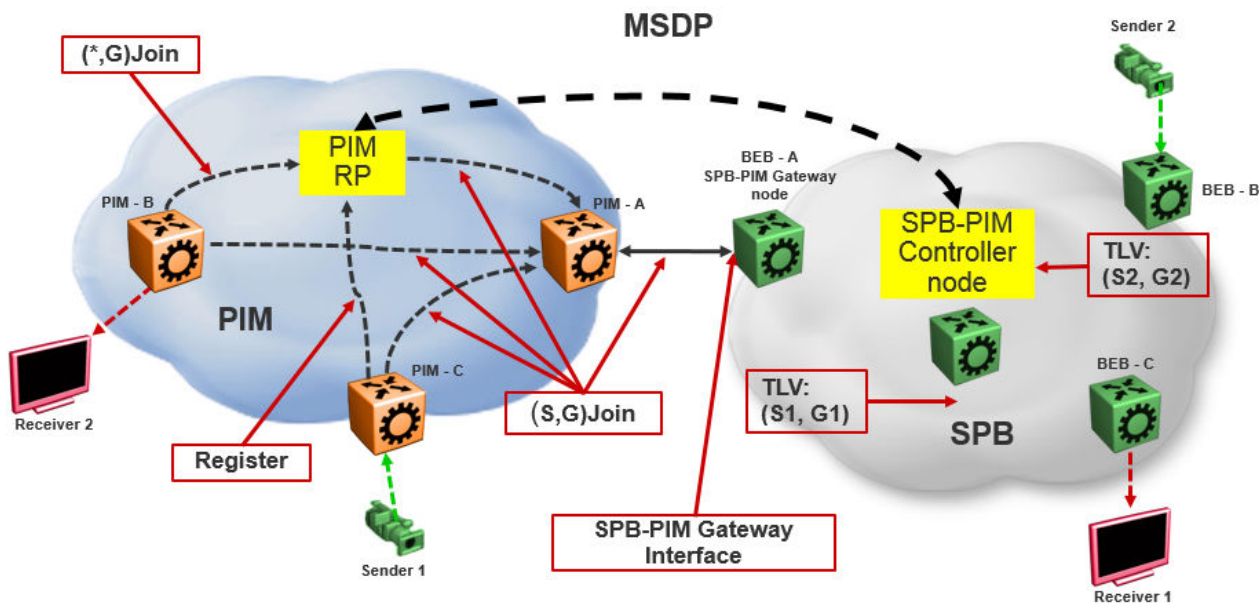 MSDP
Sender 2
(*,G)Join
PIM
RP
BEB - A
SPB-PIM Gateway
node
PIM - B
PIM - A
BEB - B
SPB-PIM
Controller
node
TLV:
(S2, G2)
PIM
PIM - C
BEB - C
TLV:
(S1, G1)
Receiver 2
(S,G)Join
SPB
Register
SPB-PIM Gateway
Interface
Sender 1
Receiver 1